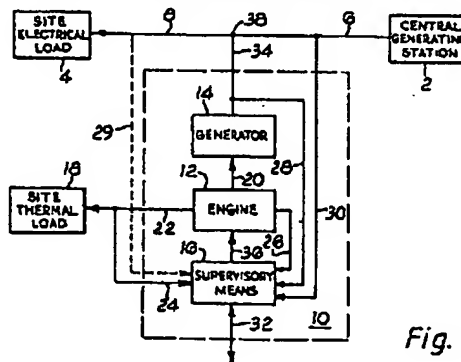 8
38
6
SITE
ELECTRICAL
LOAD
4
34
CENTRAL
GENERATING
STATION
2
29
14
GENERATOR
28
18
SITE
THERMAL
LOAD
20
12
ENGINE
22
30
26
16
36
SUPERVISORY
MEANS
24
32
10
Fig.